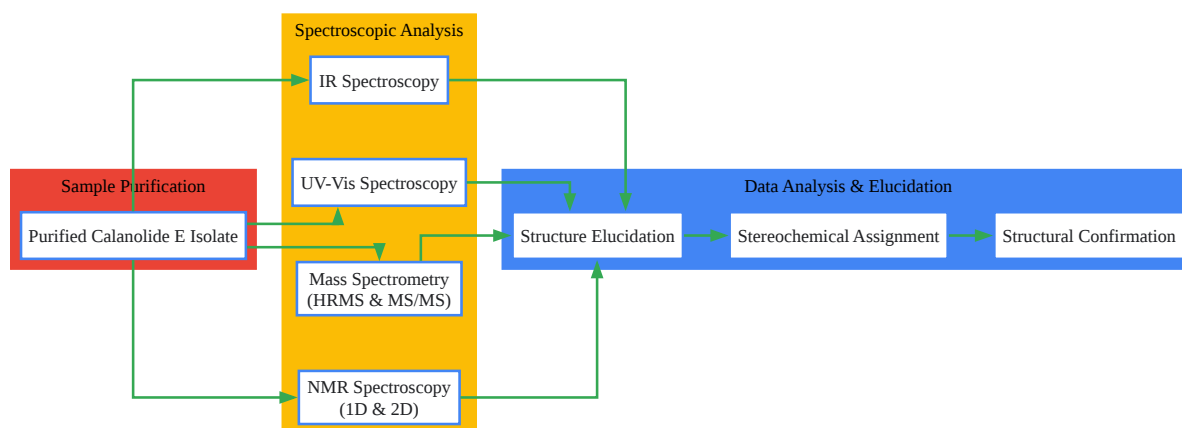 Spectroscopic Analysis
IR Spectroscopy
UV-Vis Spectroscopy
Mass Spectrometry
(HRMS & MS/MS)
NMR Spectroscopy
(1D & 2D)
Sample Purification
Purified Calanolide E Isolate
Data Analysis & Elucidation
Structure Elucidation
Stereochemical Assignment
Structural Confirmation